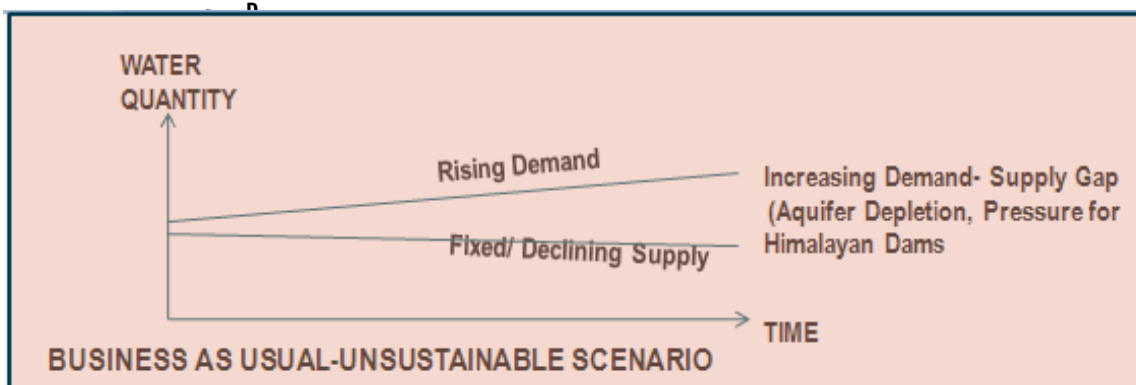 WATER
QUANTITY
Rising Demand
Increasing Demand- Supply Gap
(Aquifer Depletion, Pressure for
Himalayan Dams
Fixed/ Declining Supply
TIME
BUSINESS AS USUAL-UNSUSTAINABLE SCENARIO